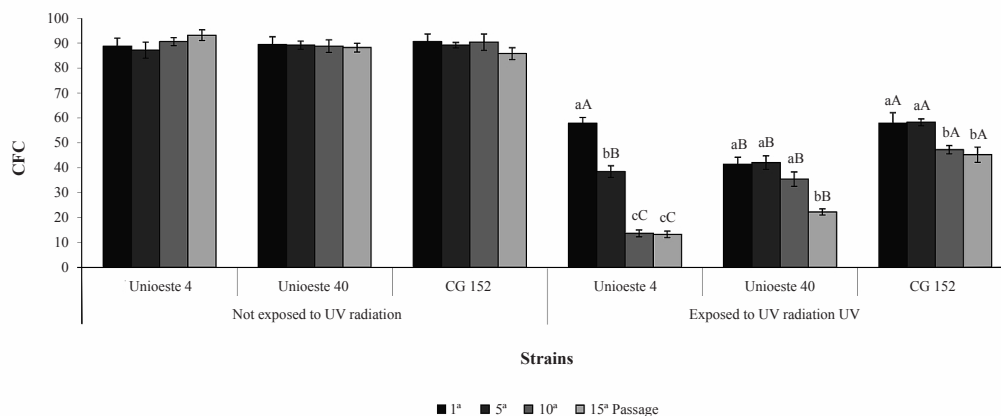 100
90
80
70
60
50
40
30
20
10
0
CFC
aA
bB
cC
cC
aB
aB
aB
bB
aA
aA
bA
bA
Unioeste 4
Unioeste 40
CG 152
Unioeste 4
Unioeste 40
CG 152
Not exposed to UV radiation
Exposed to UV radiation UV
Strains
1ª 5ª 10ª 15ª Passage